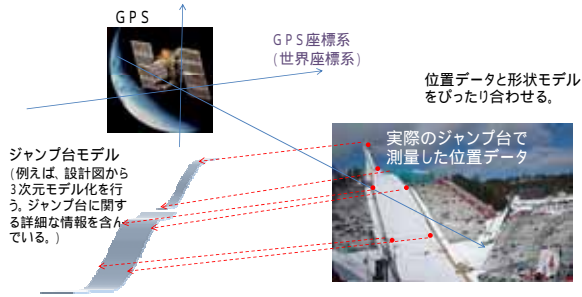 GPS
GPS座標系
(世界座標系)
位置データと形状モデル
をぴったり合わせる。
実際のジャンプ台で
測量した位置データ
ジャンプ台モデル
(例えば、設計図から
3次元モデル化を行
う。ジャンプ台に関す
る詳細な情報を含ん
でいる。)